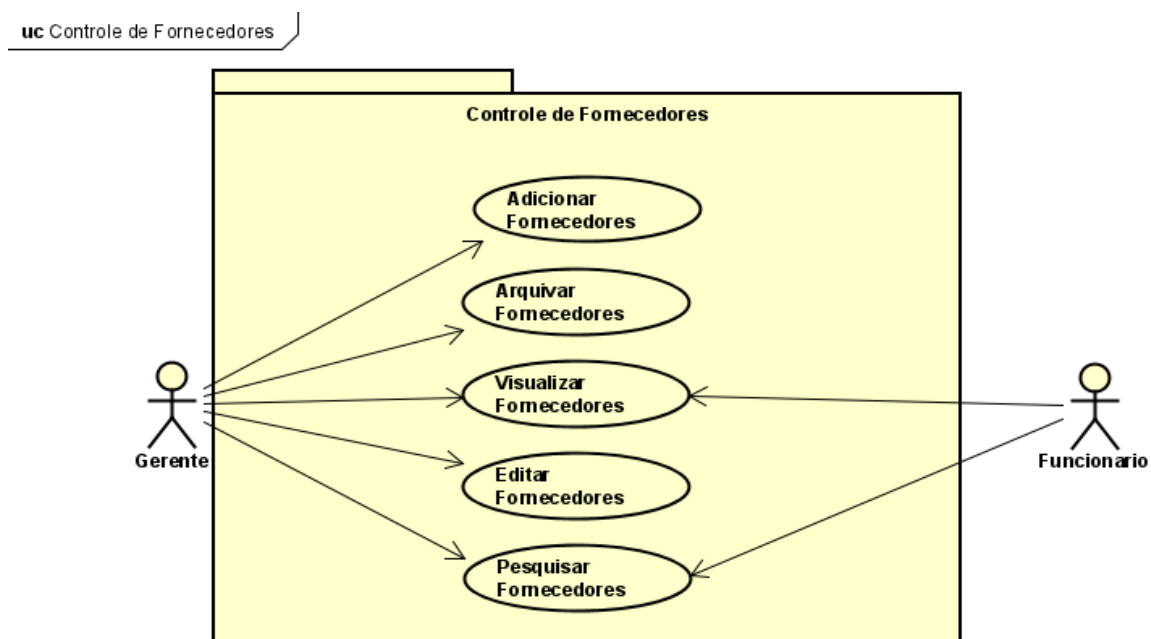 uc Controle de Fornecedores
Controle de Fornecedores
Adicionar
Fornecedores
Arquivar
Fornecedores
Visualizar
Fornecedores
Gerente
Funcionario
Editar
Fornecedores
Pesquisar
Fornecedores